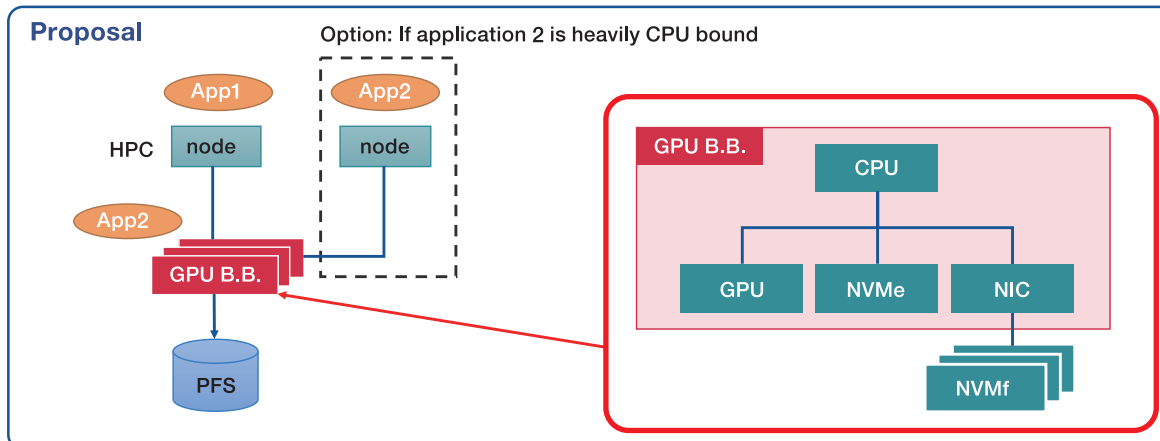 Proposal
Option: If application 2 is heavily CPU bound
App1
App2
HPC
node
node
App2
GPU B.B.
PFS
GPU B.B.
CPU
GPU
NVMe
NIC
NVMf